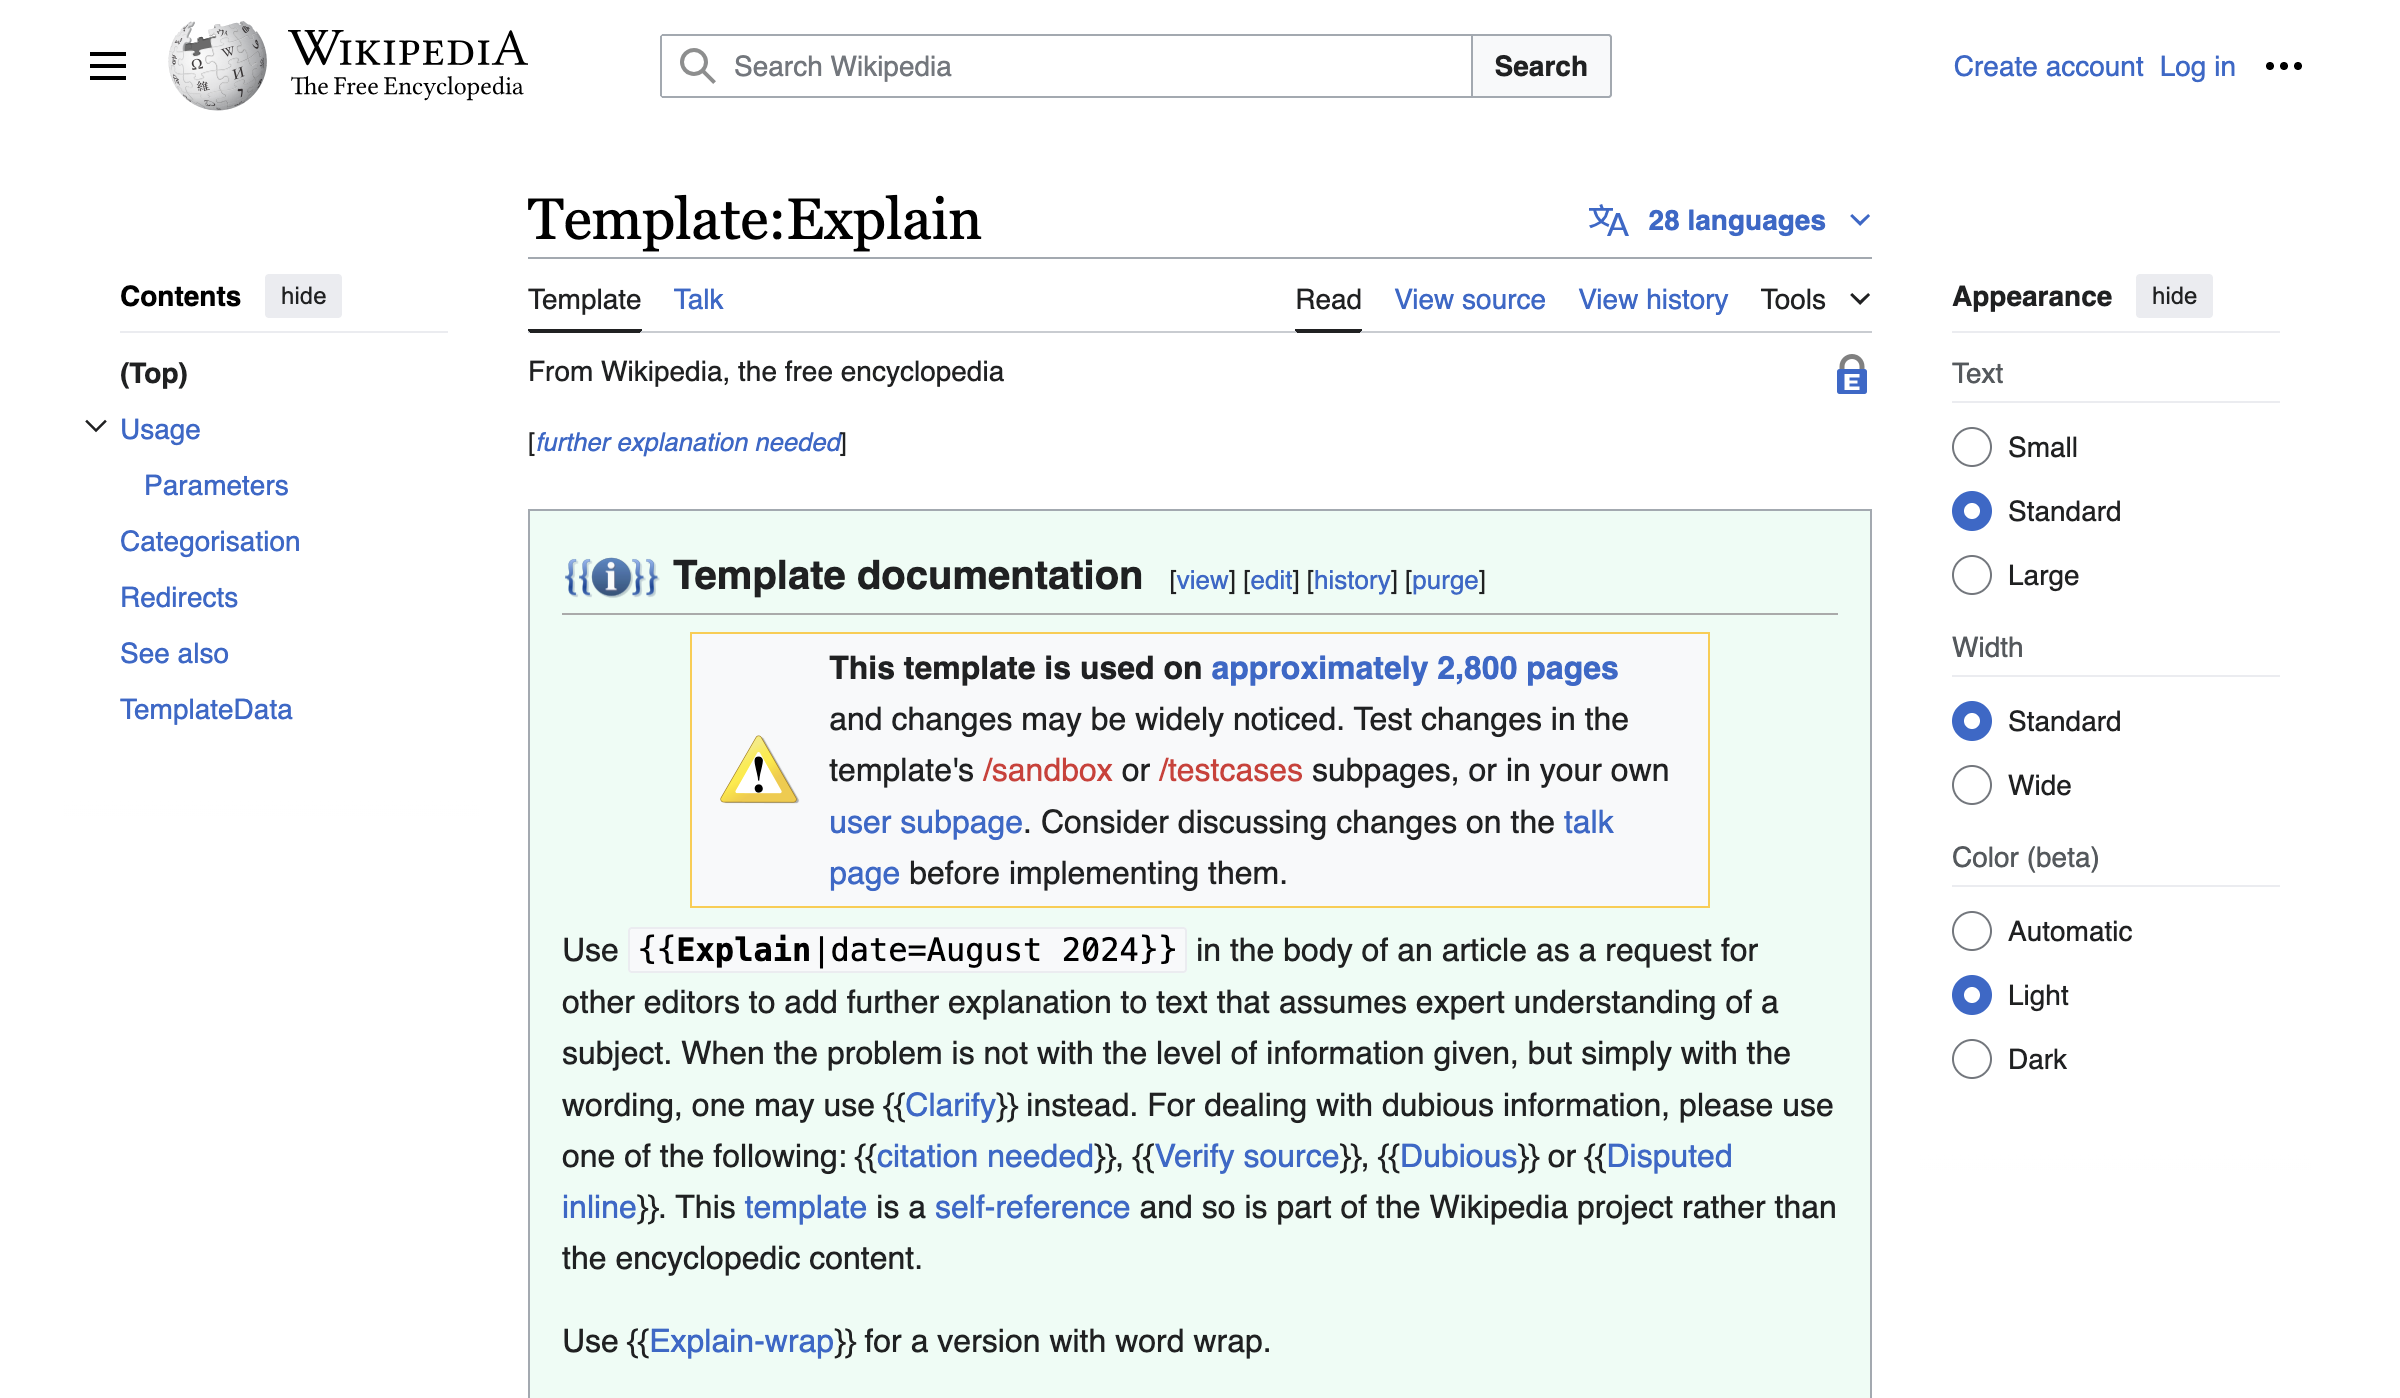 WIKIPEDIA
The Free Encyclopedia
Search Wikipedia
Search
Create account Log in
Template:Explain
28 languages
Contents hide
(Top)
Usage
Parameters
Categorisation
Redirects
See also
TemplateData
Template Talk
Read View source View history Tools
From Wikipedia, the free encyclopedia
E
[further explanation needed]
{{i}} Template documentation [view] [edit] [history] [purge]
This template is used on approximately 2,800 pages
and changes may be widely noticed. Test changes in the
template's /sandbox or /testcases subpages, or in your own
user subpage. Consider discussing changes on the talk
page before implementing them.
Use {{Explain|date=August 2024}} in the body of an article as a request for
other editors to add further explanation to text that assumes expert understanding of a
subject. When the problem is not with the level of information given, but simply with the
wording, one may use {{Clarify}} instead. For dealing with dubious information, please use
one of the following: {{citation needed}}, {{Verify source}}, {{Dubious}} or {{Disputed
inline}}. This template is a self-reference and so is part of the Wikipedia project rather than
the encyclopedic content.
Use {{Explain-wrap}} for a version with word wrap.
Appearance hide
Text
Small
Standard
Large
Width
Standard
Wide
Color (beta)
Automatic
Light
Dark